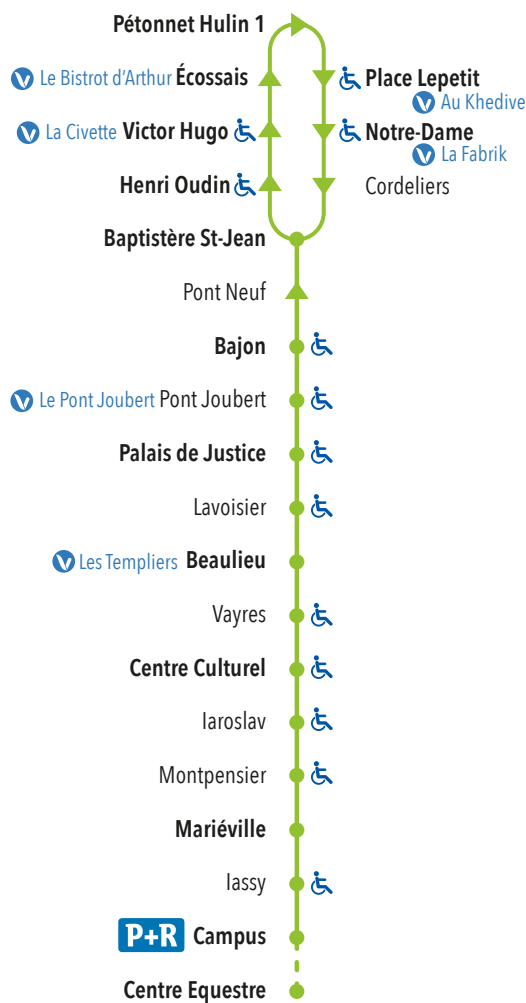 Pétonnet Hulin 1
Le Bistrot d’Arthur Écossais
Place Lepetit
Au Khedive
La Civette Victor Hugo
Notre-Dame
La Fabrik
Henri Oudin
Cordeliers
Baptistère St-Jean
Pont Neuf
Bajon
Le Pont Joubert Pont Joubert
Palais de Justice
Lavoisier
Les Templiers Beaulieu
Vayres
Centre Culturel
Iaroslav
Montpensier
Mariéville
Iassy
P+R Campus
Centre Equestre